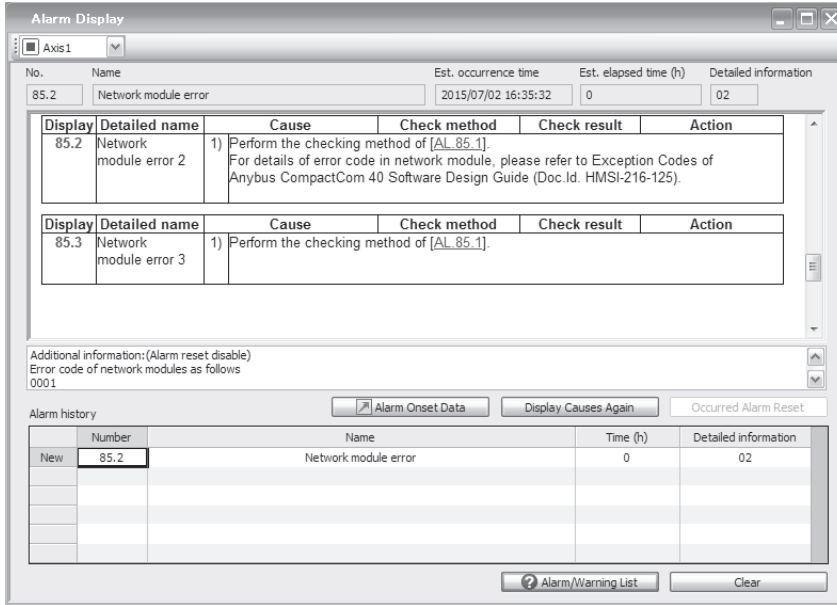 Alarm Display
Axis1
No. Name Est. occurrence time Est. elapsed time (h) Detailed information
85.2 Network module error 2015/07/02 16:35:32 0 02
Display Detailed name Cause Check method Check result Action
85.2 Network 1) Perform the checking method of [AL.85.1].
module error 2 For details of error code in network module, please refer to Exception Codes of
Anybus CompactCom 40 Software Design Guide (Doc.Id. HMSI-216-125).
Display Detailed name Cause Check method Check result Action
85.3 Network 1) Perform the checking method of [AL.85.1].
module error 3
Additional information:(Alarm reset disable)
Error code of network modules as follows
0001
Alarm history Alarm Onset Data Display Causes Again Occurred Alarm Reset
Number Name Time (h) Detailed information
New 85.2 Network module error 0 02
Alarm/Warning List Clear